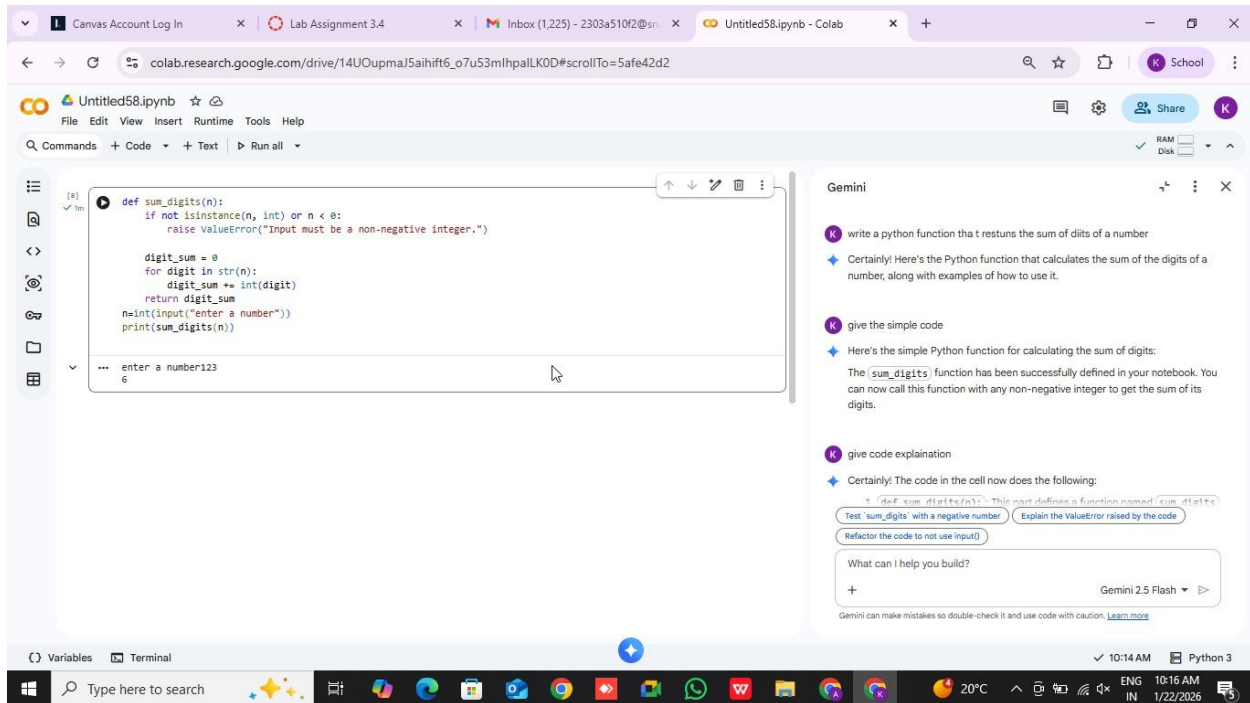 Canvas Account Log In
Lab Assignment 3.4
Inbox (1,225) - 2303a510f2@sr
Untitled58.ipynb - Colab
colab.research.google.com/drive/14UOupmaJ5aihift6_o7u53mIhpalLK0D#scrollTo=5afe42d2
K School
CO Untitled58.ipynb
File Edit View Insert Runtime Tools Help
Share
K
Commands + Code + Text Run all
RAM
Disk
[8]
1m
def sum_digits(n):
if not isinstance(n, int) or n < 0:
raise ValueError("Input must be a non-negative integer.")
digit_sum = 0
for digit in str(n):
digit_sum += int(digit)
return digit_sum
n=int(input("enter a number"))
print(sum_digits(n))
enter a number123
6
Gemini
K write a python function tha t restuns the sum of diits of a number
Certainly! Here's the Python function that calculates the sum of the digits of a
number, along with examples of how to use it.
K give the simple code
Here's the simple Python function for calculating the sum of digits:
The sum_digits function has been successfully defined in your notebook. You
can now call this function with any non-negative integer to get the sum of its
digits.
K give code explaination
Certainly! The code in the cell now does the following:
1. def sum_digits(n): : This part defines a function named sum_digits
Test `sum_digits` with a negative number
Explain the ValueError raised by the code
Refactor the code to not use input()
What can I help you build?
+ Gemini 2.5 Flash
Gemini can make mistakes so double-check it and use code with caution. Learn more
{} Variables Terminal
10:14 AM Python 3
Type here to search
20°C
ENG
IN
10:16 AM
1/22/2026
5